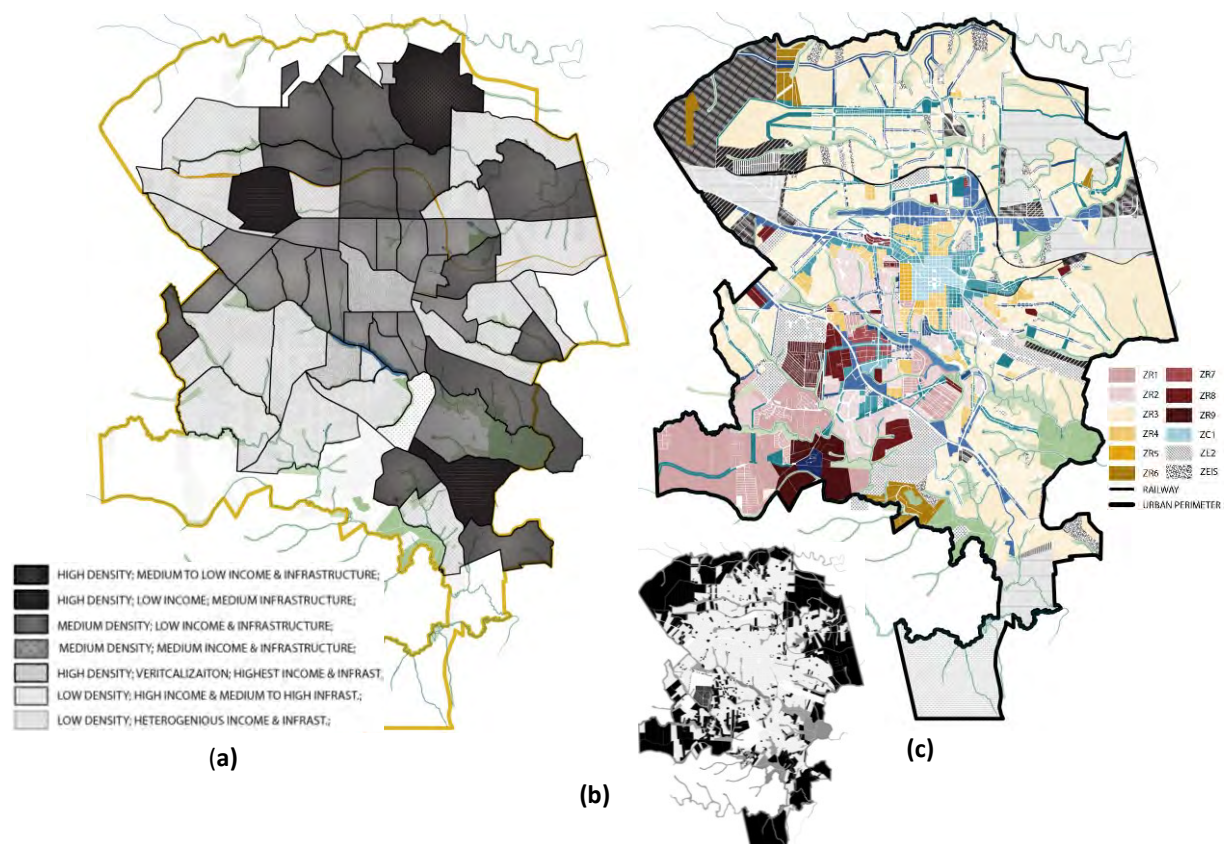 HIGH DENSITY; MEDIUM TO LOW INCOME & INFRASTRUCTURE;
HIGH DENSITY; LOW INCOME; MEDIUM INFRASTRUCTURE;
MEDIUM DENSITY; LOW INCOME & INFRASTRUCTURE;
MEDIUM DENSITY; MEDIUM INCOME & INFRASTRUCTURE;
HIGH DENSITY; VERITCALIZAITON; HIGHEST INCOME & INFRAST
LOW DENSITY; HIGH INCOME & MEDIUM TO HIGH INFRAST.;
LOW DENSITY; HETEROGENIOUS INCOME & INFRAST.;
(a)
(b)
ZR1 ZR7
ZR2 ZR8
ZR3 ZR9
ZR4 ZC1
ZR5 ZE2
ZR6 ZEIS
RAILWAY
URBAN PERIMETER
(c)